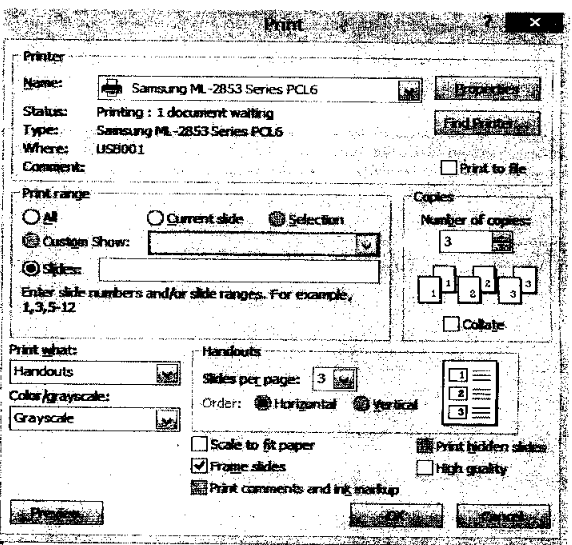 Print ? ×
Printer
Name: Samsung ML-2853 Series PCL6 Properties
Status: Printing : 1 document waiting Find Printer...
Type: Samsung ML-2853 Series PCL6
Where: USB001
Comment: Print to file
Print range Copies
All Current slide Selection Number of copies:
Custom Show: 3
Slides:
Enter slide numbers and/or slide ranges. For example,
1,3,5-12
1 1 2 2 3 3
Collate
Print what: Handouts
Handouts Slides per page: 3
Color/grayscale: Order: Horizontal Vertical
Grayscale
1
2
3
Scale to fit paper Print hidden slides
Frame slides High quality
Print comments and ink markup
Preview OK Cancel